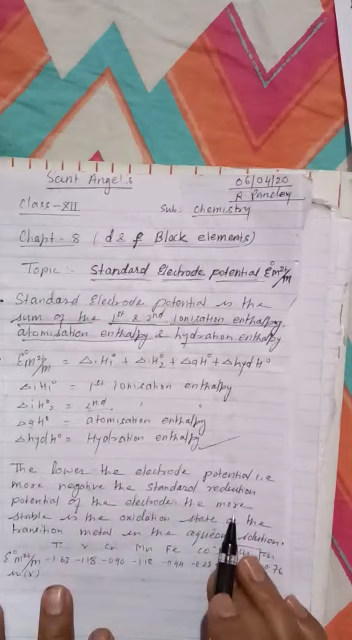 Saint Angel's
06/04/20
R Pandey
Class - XII
Sub: Chemistry
Chapt - 8 (d & f Block elements)
Topic :- Standard Electrode potential E°M²⁺/M
• Standard Electrode potential is the
sum of the 1st & 2nd ionisation enthalpy,
atomisation enthalpy & hydration enthalpy
E°M²⁺/M = ΔiH1° + ΔiH2° + ΔaH° + ΔhydH°
ΔiH1° = 1st ionisation enthalpy
ΔiH2° = 2nd " "
ΔaH° = atomisation enthalpy
ΔhydH° = Hydration enthalpy
The lower the electrode potential i.e
more negative the standard reduction
potential of the electrode, the more
stable is the oxidation state of the
transition metal in the aqueous solution.
Ti V Cr Mn Fe Co
E°M²⁺/M -1.63 -1.18 -0.90 -1.18 -0.44 .76
in (V)